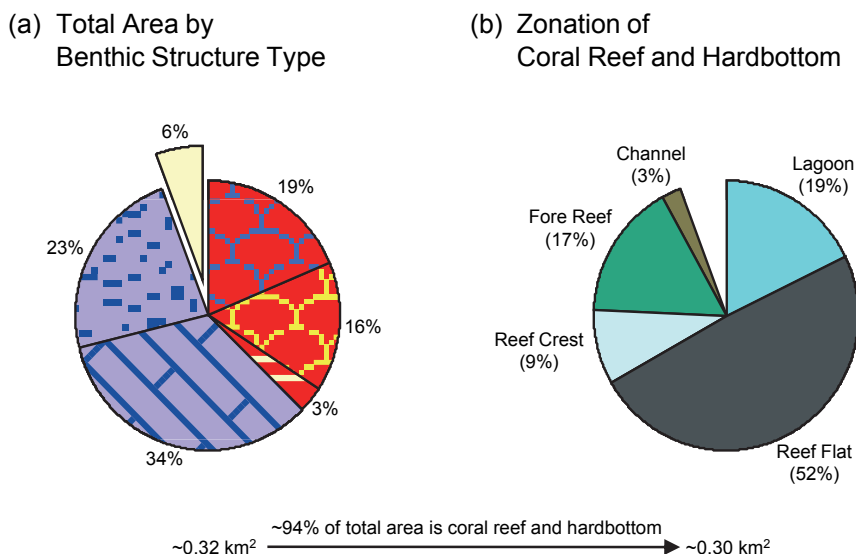 (a) Total Area by
Benthic Structure Type
6%
19%
16%
3%
34%
23%
(b) Zonation of
Coral Reef and Hardbottom
Channel
(3%)
Lagoon
(19%)
Fore Reef
(17%)
Reef Crest
(9%)
Reef Flat
(52%)
~94% of total area is coral reef and hardbottom
~0.32 km²
~0.30 km²